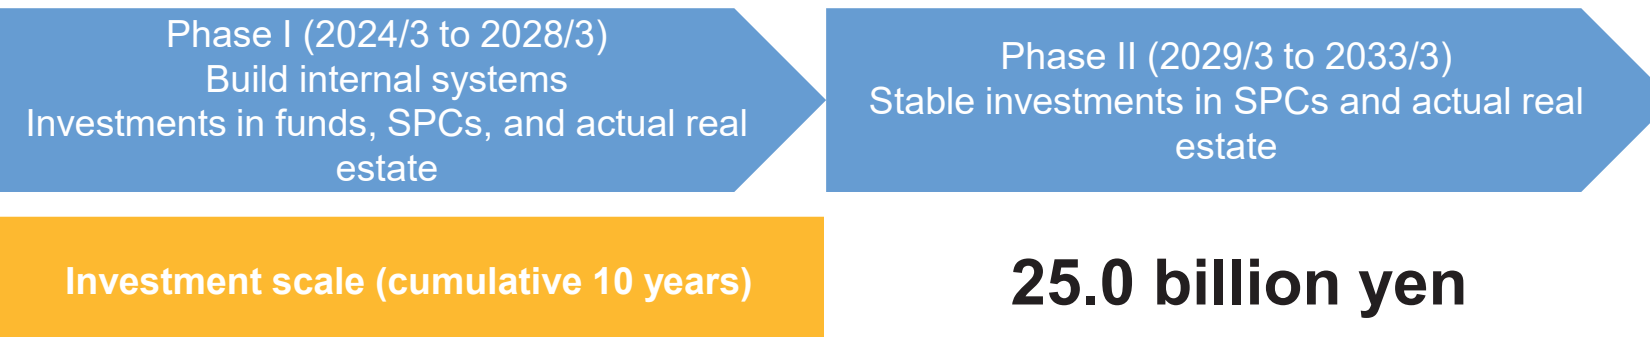 Phase I (2024/3 to 2028/3)
Build internal systems
Investments in funds, SPCs, and actual real
estate
Phase II (2029/3 to 2033/3)
Stable investments in SPCs and actual real
estate
Investment scale (cumulative 10 years)
25.0 billion yen